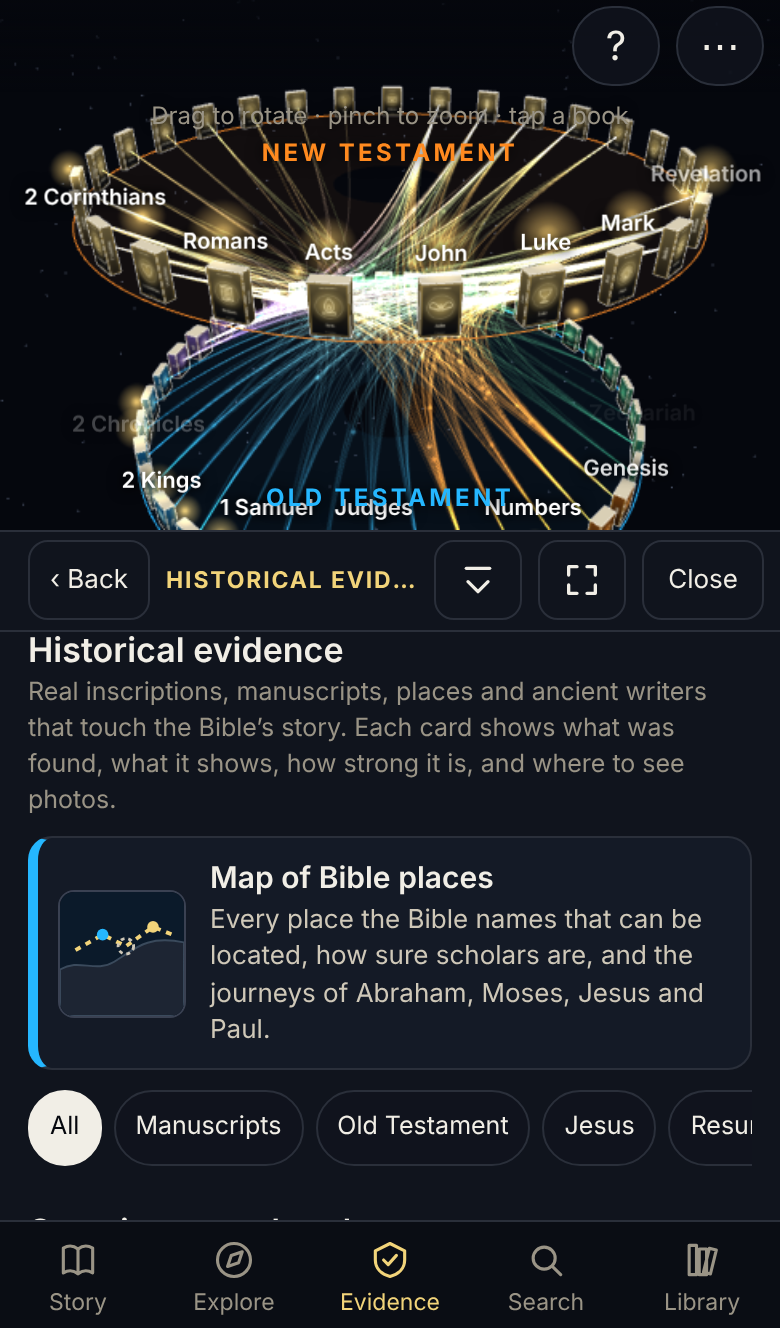 ?
Drag to rotate · pinch to zoom · tap a book
NEW TESTAMENT
Revelation
2 Corinthians
Romans
Acts
John
Luke
Mark
2 Chronicles
Zechariah
Genesis
2 Kings
OLD TESTAMENT
1 Samuel
Judges
Numbers
‹ Back
HISTORICAL EVID...
Close
Historical evidence
Real inscriptions, manuscripts, places and ancient writers
that touch the Bible’s story. Each card shows what was
found, what it shows, how strong it is, and where to see
photos.
Map of Bible places
Every place the Bible names that can be
located, how sure scholars are, and the
journeys of Abraham, Moses, Jesus and
Paul.
All
Manuscripts
Old Testament
Jesus
Story
Explore
Evidence
Search
Library